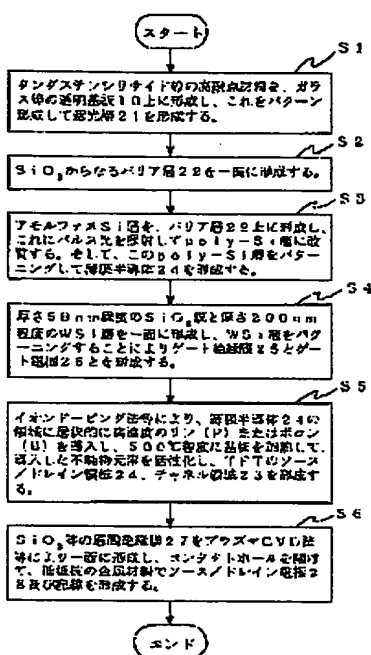 スタート
S1
タングステンシリサイド等の高融点材料を、ガラ
ス等の透明基板10上に形成し、これをパターン
形成して遮光層21を形成する。
S2
SiO₂からなるバリア層22を一面に形成する。
S3
アモルファスSi層を、バリア層22上に形成し、
これにパルス光を照射してpoly-Si層に改
質する。そして、このpoly-Si層をパター
ニングして薄膜半導体24を形成する。
S4
厚さ50nm程度のSiO₂膜と厚さ200nm
程度のWSi層を一面に形成し、WSi層をパタ
ーニングすることによりゲート絶縁膜25とゲー
ト電極26とを形成する。
S5
イオンドーピング法等により、薄膜半導体24の
領域に選択的に高濃度のリン(P)またはボロン
(B)を導入し、500℃程度に基板を加熱して、
導入した不純物元素を活性化し、TFTのソース
/ドレイン領域24、チャネル領域23を形成す
る。
S6
SiO₂等の層間絶縁膜27をプラズマCVD法
等により一面に形成し、コンタクトホールを開け
て、低抵抗の金属材料でソース/ドレイン電極2
8及び配線を形成する。
エンド